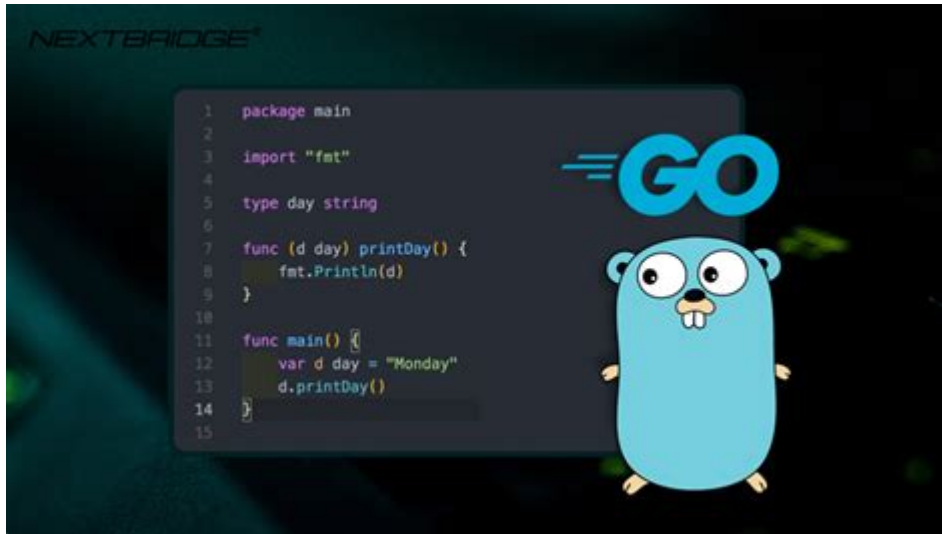 NEXTBRIDGE®
1 package main
2
3 import "fmt"
4
5 type day string
6
7 func (d day) printDay() {
8 fmt.Println(d)
9 }
10
11 func main() {
12 var d day = "Monday"
13 d.printDay()
14 }
15
GO